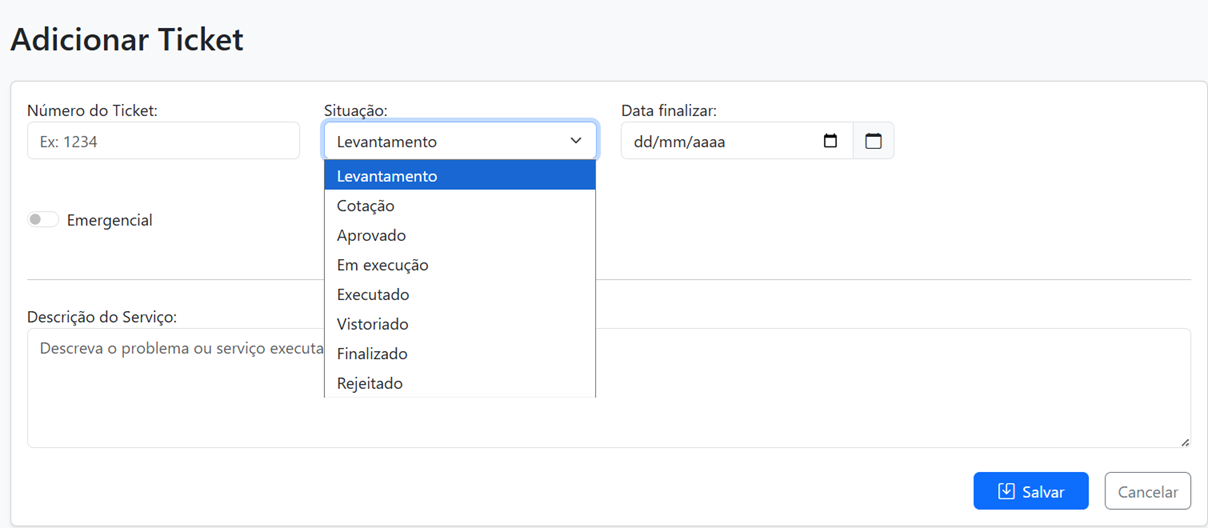 Adicionar Ticket
Número do Ticket:
Situação:
Data finalizar:
Ex: 1234
Levantamento
dd/mm/aaaa
Levantamento
Cotação
Aprovado
Em execução
Executado
Vistoriado
Finalizado
Rejeitado
Emergencial
Descrição do Serviço:
Descreva o problema ou serviço executa
Salvar
Cancelar